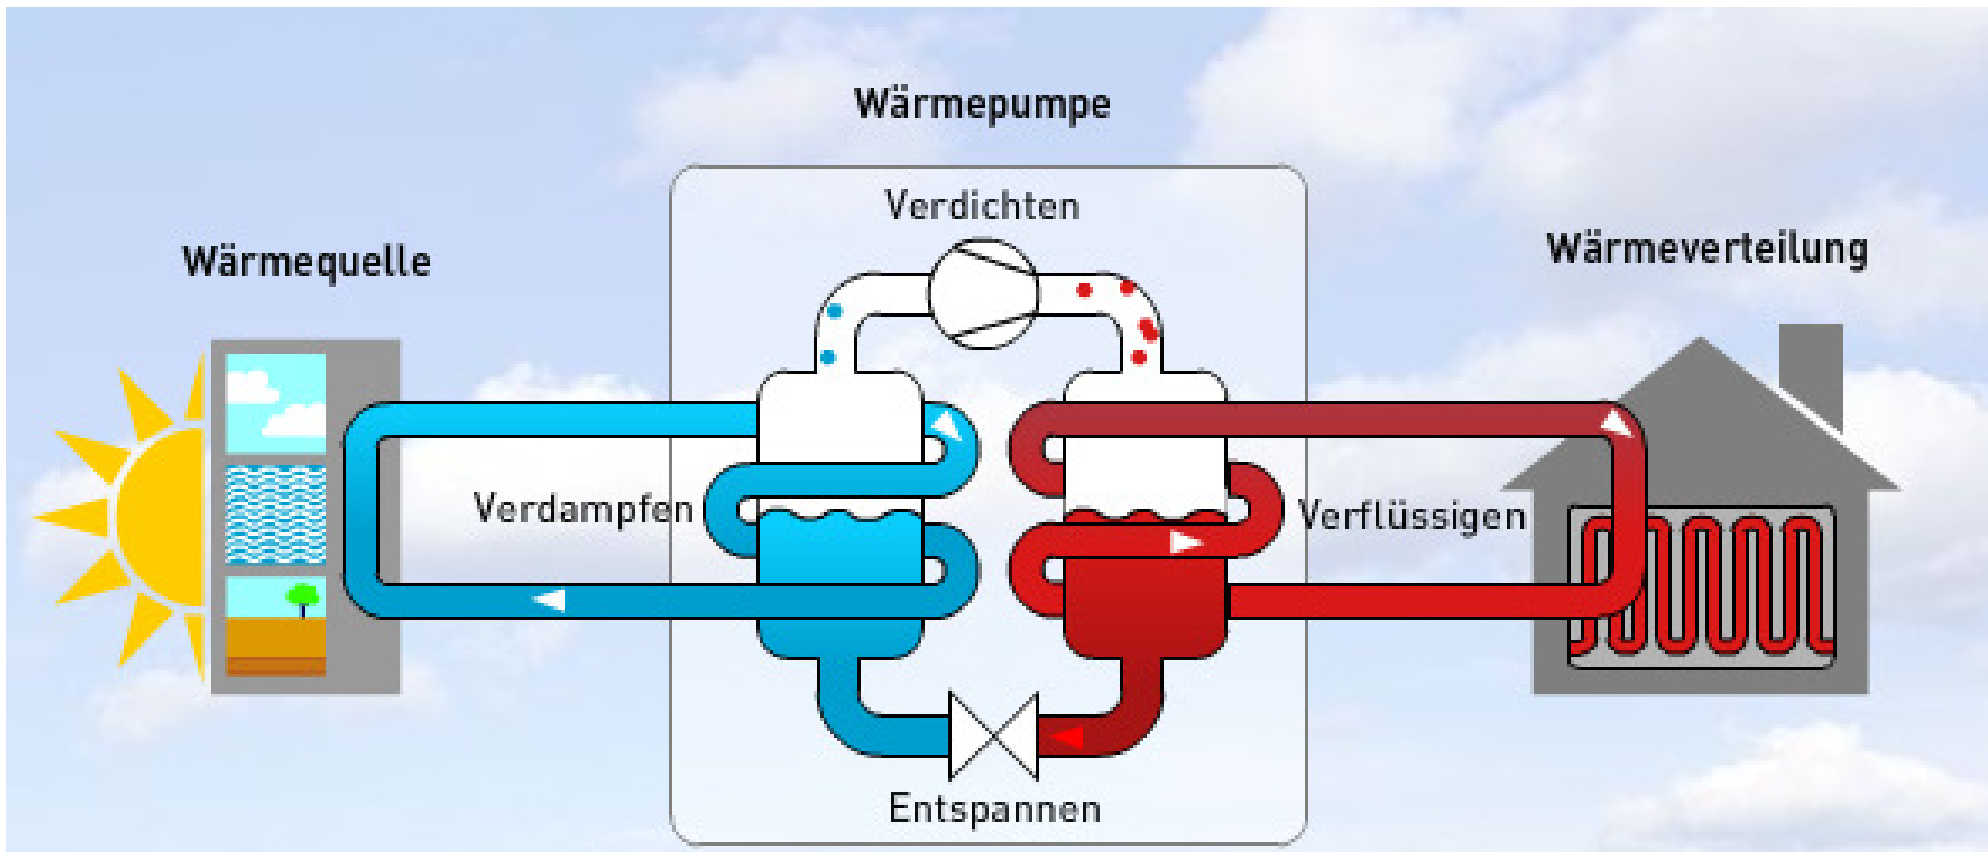 Wärmepumpe
Verdichten
Wärmequelle
Wärmeverteilung
Verdampfen
Verflüssigen
Entspannen